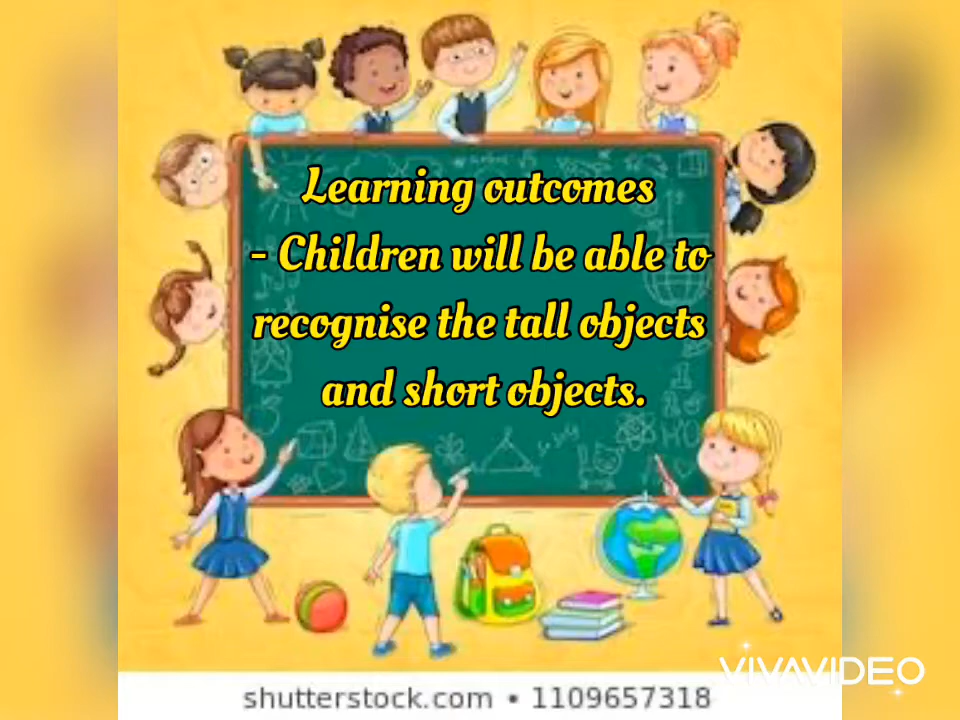 Learning outcomes
- Children will be able to
recognise the tall objects
and short objects.
VIVAVIDEO
shutterstock.com • 1109657318